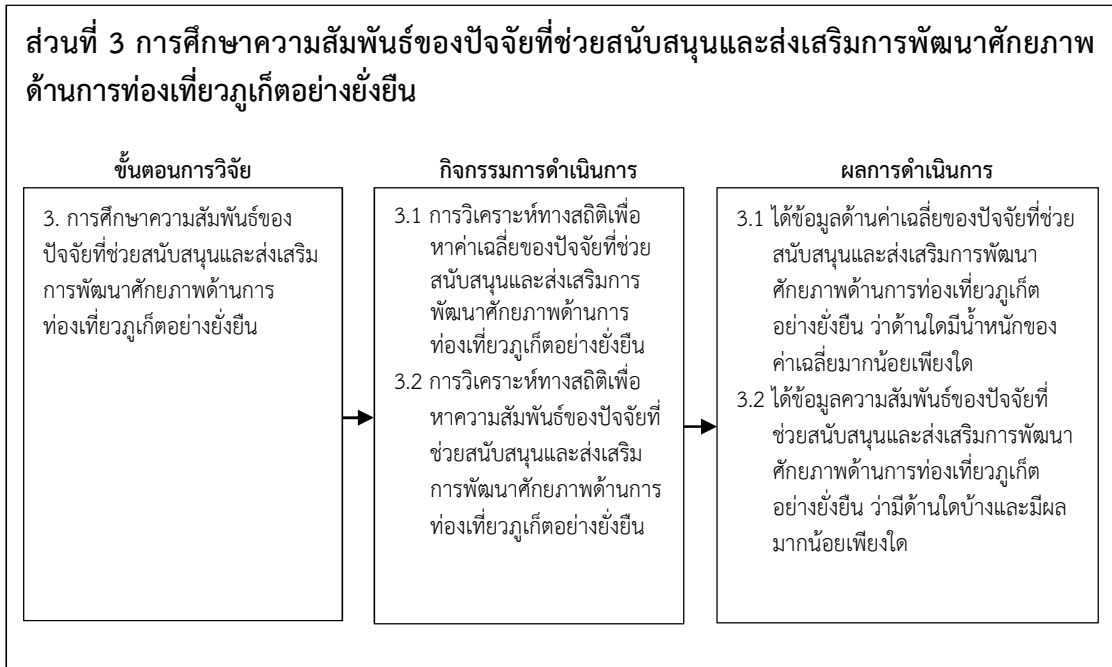 ส่วนที่ 3 การศึกษาความสัมพันธ์ของปัจจัยที่ช่วยสนับสนุนและส่งเสริมการพัฒนาศักยภาพ
ด้านการท่องเที่ยวภูเก็ตอย่างยั่งยืน
ขั้นตอนการวิจัย
3. การศึกษาความสัมพันธ์ของ
ปัจจัยที่ช่วยสนับสนุนและส่งเสริม
การพัฒนาศักยภาพด้านการ
ท่องเที่ยวภูเก็ตอย่างยั่งยืน
กิจกรรมการดำเนินการ
3.1 การวิเคราะห์ทางสถิติเพื่อ
หาค่าเฉลี่ยของปัจจัยที่ช่วย
สนับสนุนและส่งเสริมการ
พัฒนาศักยภาพด้านการ
ท่องเที่ยวภูเก็ตอย่างยั่งยืน
3.2 การวิเคราะห์ทางสถิติเพื่อ
หาความสัมพันธ์ของปัจจัยที่
ช่วยสนับสนุนและส่งเสริม
การพัฒนาศักยภาพด้านการ
ท่องเที่ยวภูเก็ตอย่างยั่งยืน
ผลการดำเนินการ
3.1 ได้ข้อมูลด้านค่าเฉลี่ยของปัจจัยที่ช่วย
สนับสนุนและส่งเสริมการพัฒนา
ศักยภาพด้านการท่องเที่ยวภูเก็ต
อย่างยั่งยืน ว่าด้านใดมีน้ำหนักของ
ค่าเฉลี่ยมากน้อยเพียงใด
3.2 ได้ข้อมูลความสัมพันธ์ของปัจจัยที่
ช่วยสนับสนุนและส่งเสริมการพัฒนา
ศักยภาพด้านการท่องเที่ยวภูเก็ต
อย่างยั่งยืน ว่ามีด้านใดบ้างและมีผล
มากน้อยเพียงใด